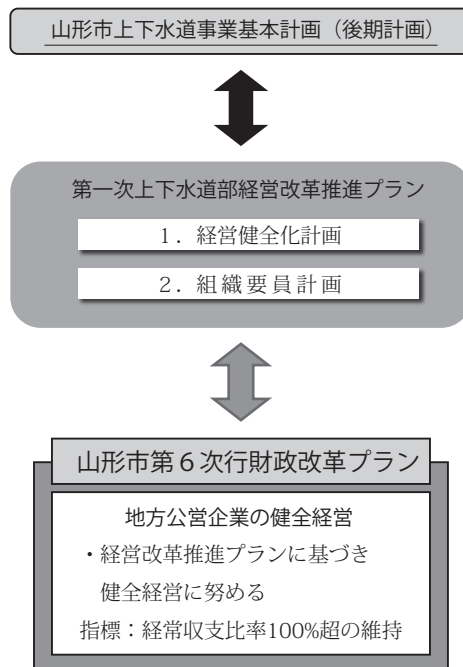 山形市上下水道事業基本計画（後期計画）
第一次上下水道部経営改革推進プラン
１．経営健全化計画
２．組織要員計画
山形市第６次行財政改革プラン
地方公営企業の健全経営
・経営改革推進プランに基づき
健全経営に努める
指標：経常収支比率100%超の維持